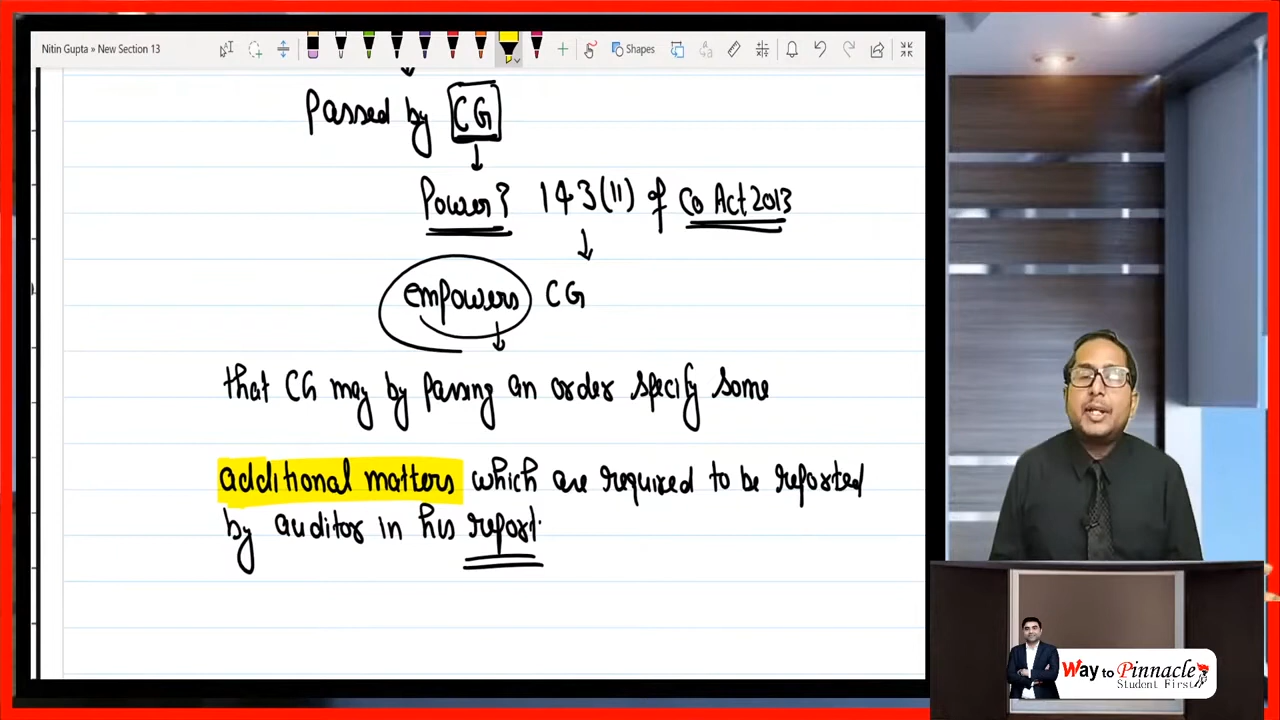 Nitin Gupta » New Section 13
Shapes
Passed by CG
Power? 143(11) of Co Act 2013
empowers CG
that CG may by passing an order specify some
additional matters which are required to be reported
by auditor in his report.
Way to Pinnacle
Student First